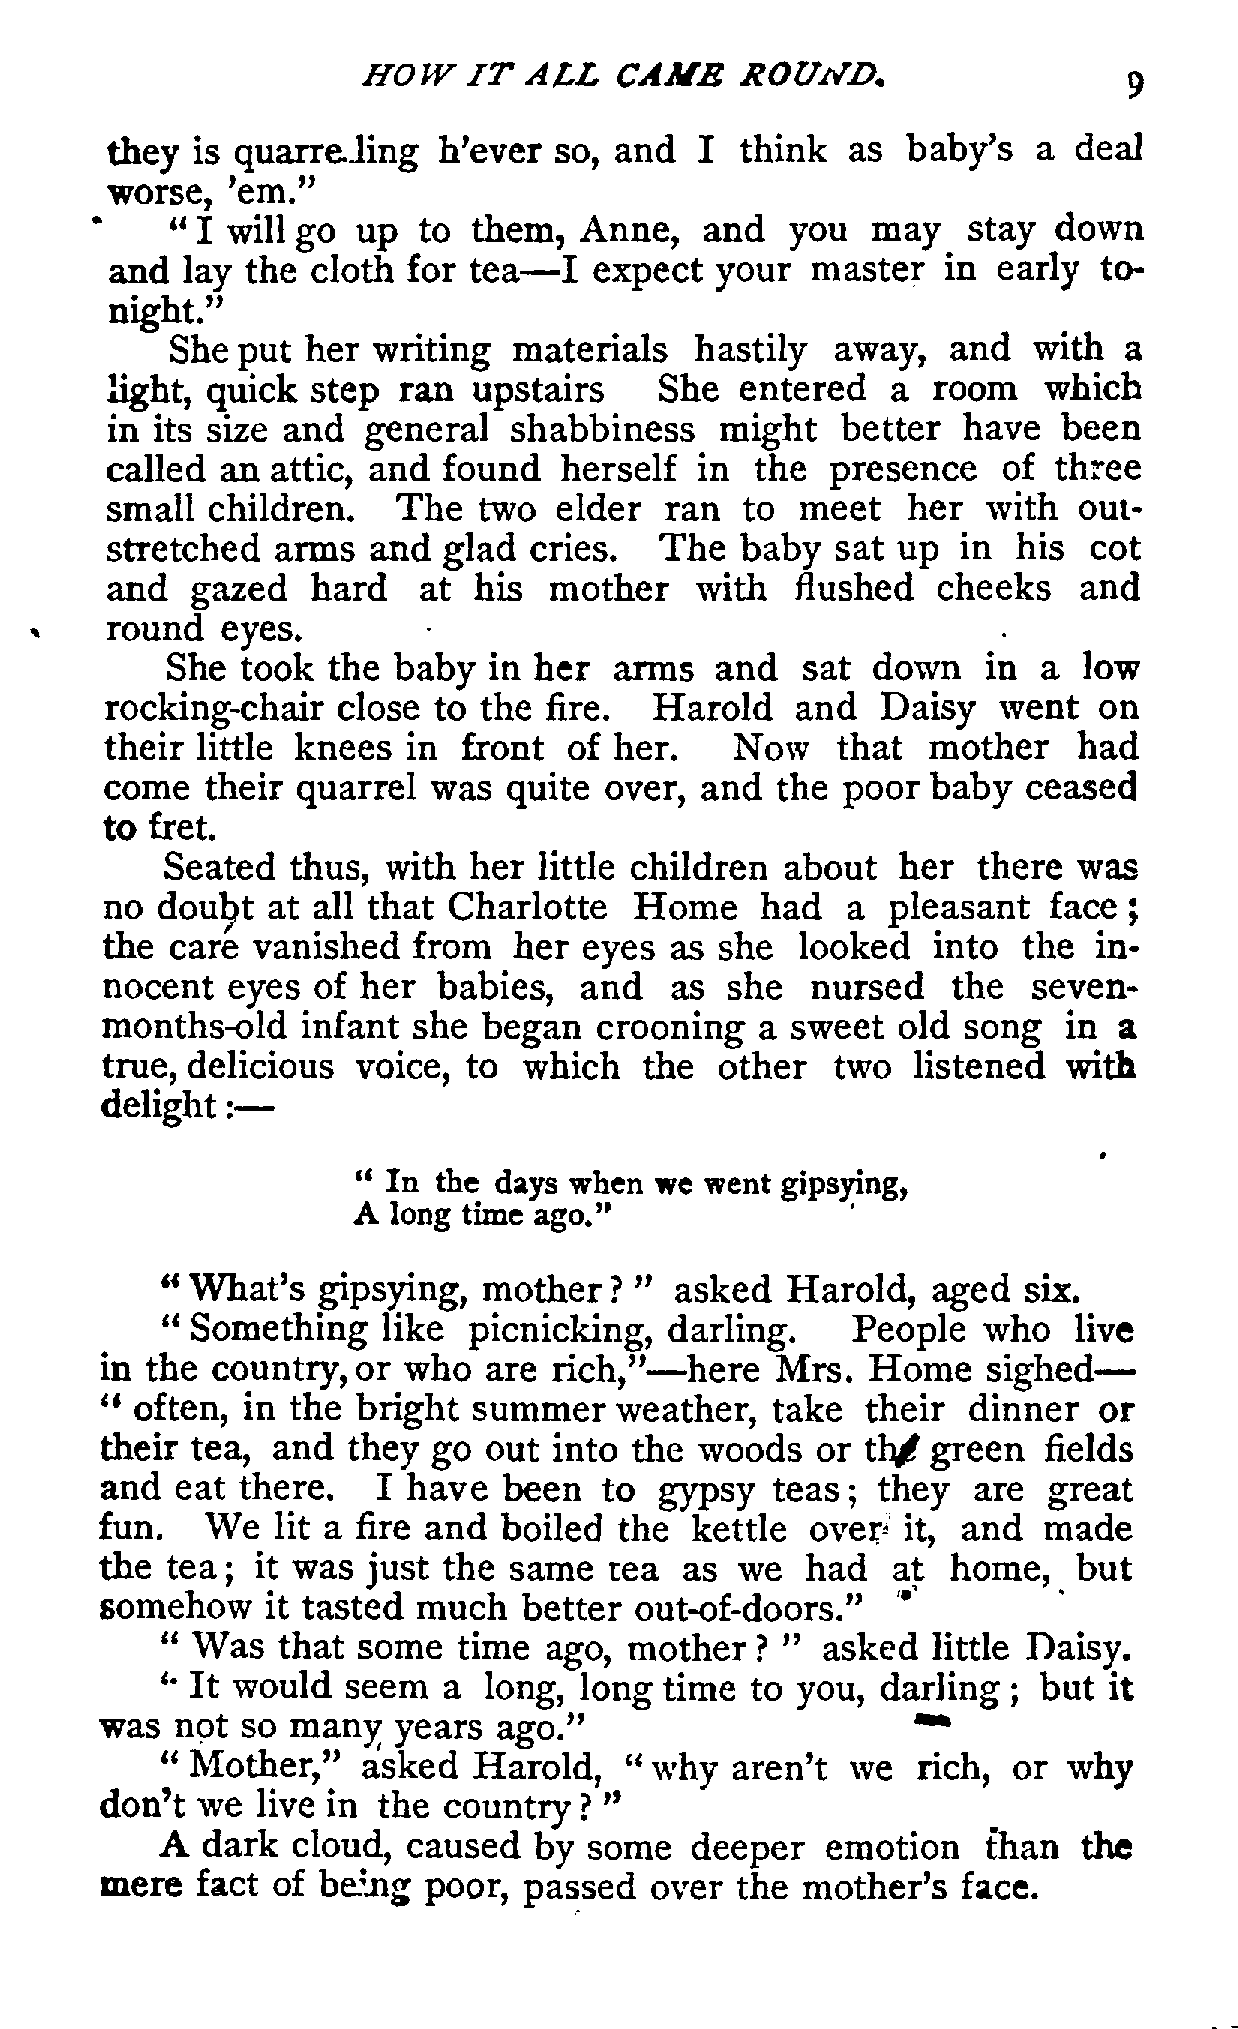 HOW IT ALL CAME ROUND. 9
they is quarrelling h'ever so, and I think as baby's a deal
worse, 'em."
"I will go up to them, Anne, and you may stay down
and lay the cloth for tea—I expect your master in early to-
night."
She put her writing materials hastily away, and with a
light, quick step ran upstairs She entered a room which
in its size and general shabbiness might better have been
called an attic, and found herself in the presence of three
small children. The two elder ran to meet her with out-
stretched arms and glad cries. The baby sat up in his cot
and gazed hard at his mother with flushed cheeks and
round eyes.
She took the baby in her arms and sat down in a low
rocking-chair close to the fire. Harold and Daisy went on
their little knees in front of her. Now that mother had
come their quarrel was quite over, and the poor baby ceased
to fret.
Seated thus, with her little children about her there was
no doubt at all that Charlotte Home had a pleasant face;
the care vanished from her eyes as she looked into the in-
nocent eyes of her babies, and as she nursed the seven-
months-old infant she began crooning a sweet old song in a
true, delicious voice, to which the other two listened with
delight:—
"In the days when we went gipsying,
A long time ago."
"What's gipsying, mother?" asked Harold, aged six.
"Something like picnicking, darling. People who live
in the country, or who are rich,"—here Mrs. Home sighed—
"often, in the bright summer weather, take their dinner or
their tea, and they go out into the woods or the green fields
and eat there. I have been to gypsy teas; they are great
fun. We lit a fire and boiled the kettle over it, and made
the tea; it was just the same tea as we had at home, but
somehow it tasted much better out-of-doors."
"Was that some time ago, mother?" asked little Daisy.
"It would seem a long, long time to you, darling; but it
was not so many years ago."
"Mother," asked Harold, "why aren't we rich, or why
don't we live in the country?"
A dark cloud, caused by some deeper emotion than the
mere fact of being poor, passed over the mother's face.